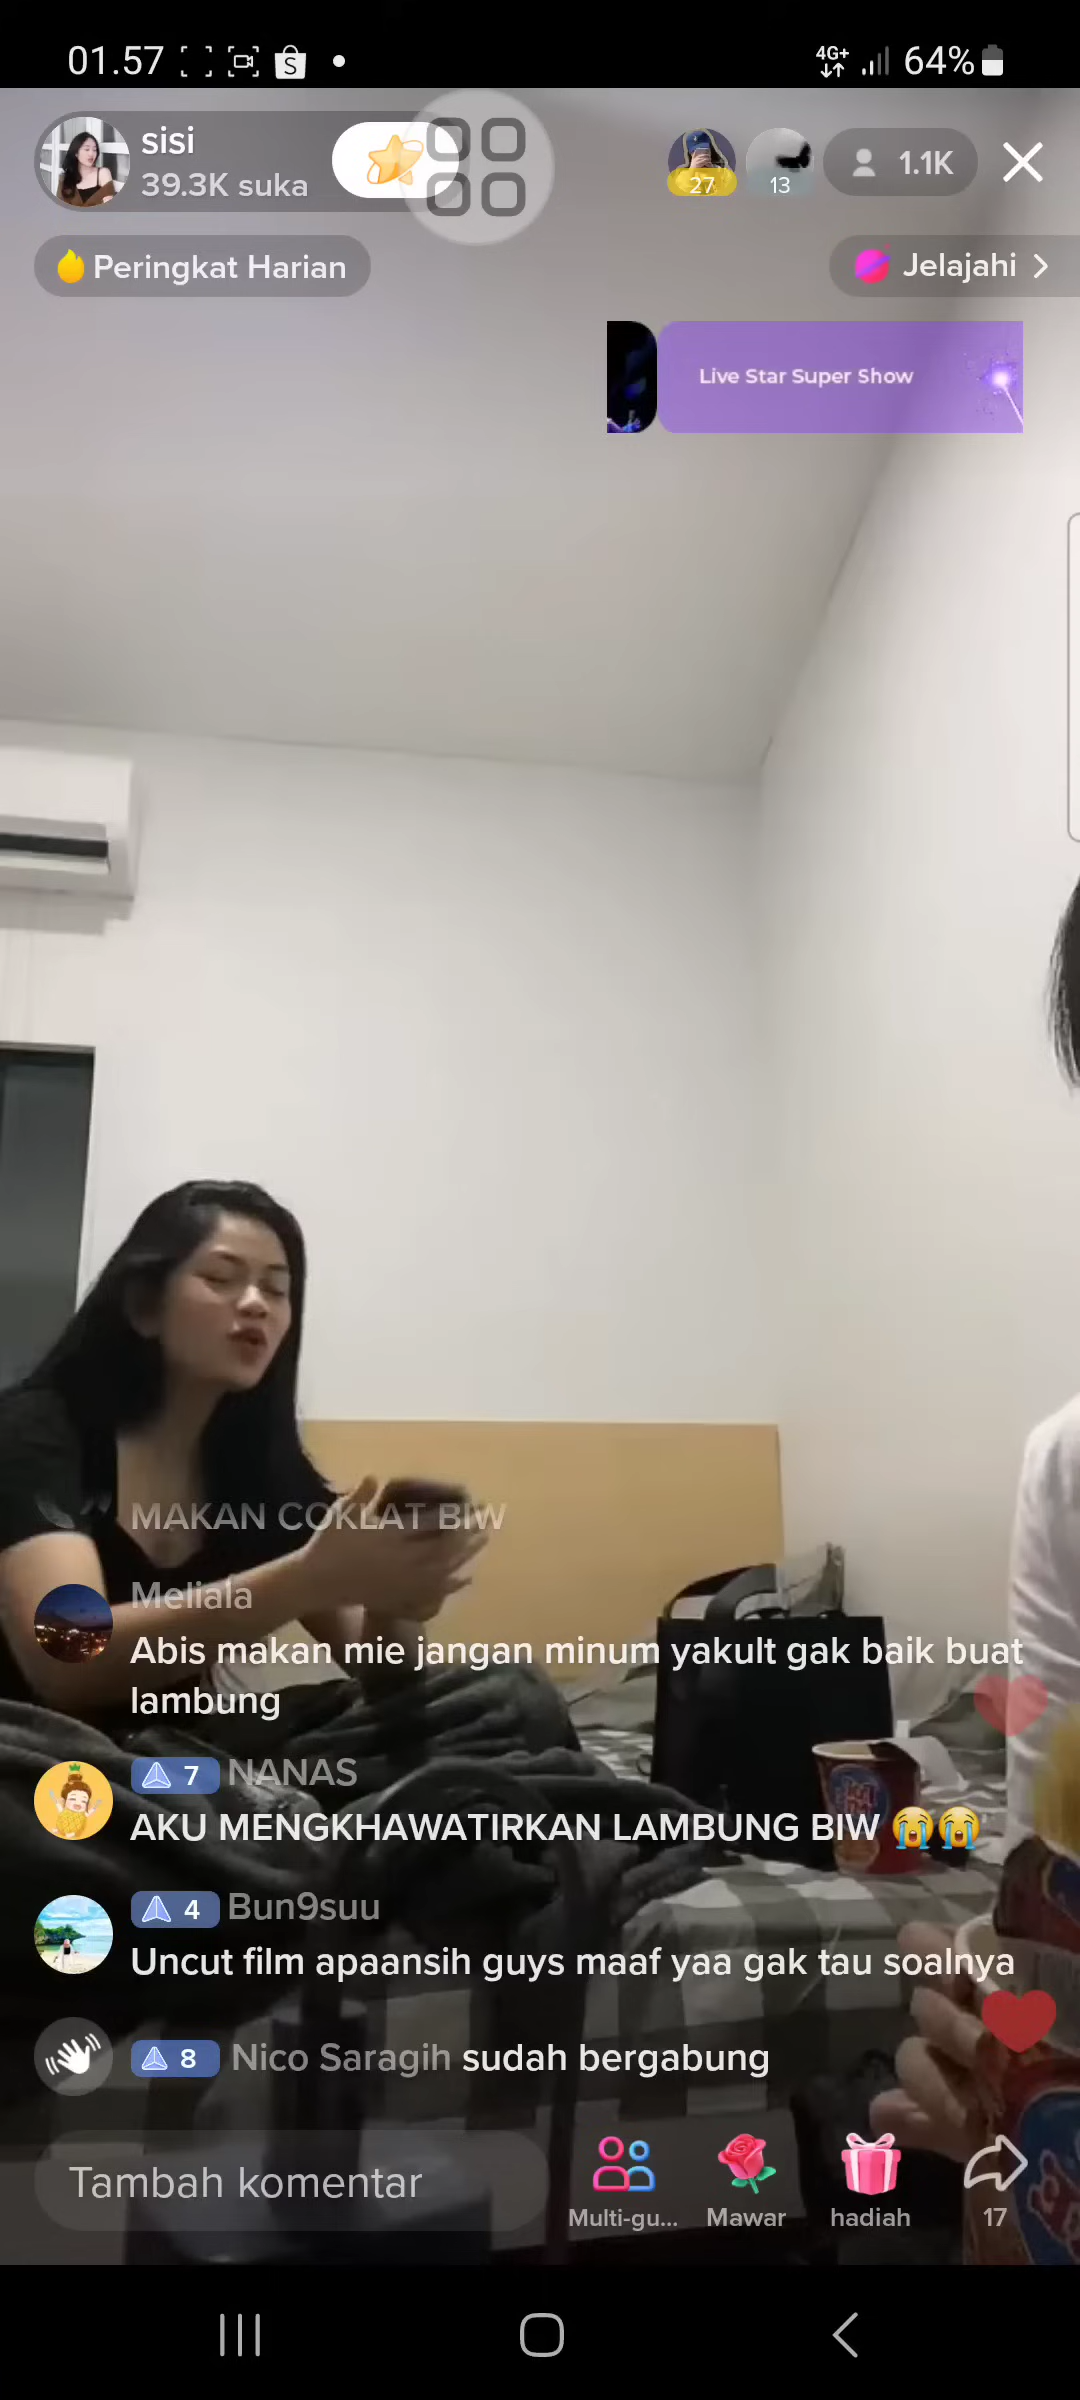 01.57
4G+ 64%
sisi
39.3K suka
27
13
1.1K
Peringkat Harian
Jelajahi
Live Star Super Show
MAKAN COKLAT BIW
Meliala
Abis makan mie jangan minum yakult gak baik buat
lambung
7 NANAS
AKU MENGKHAWATIRKAN LAMBUNG BIW 😭😭
4 Bun9suu
Uncut film apaansih guys maaf yaa gak tau soalnya
8 Nico Saragih sudah bergabung
Tambah komentar
Multi-gu...
Mawar
hadiah
17